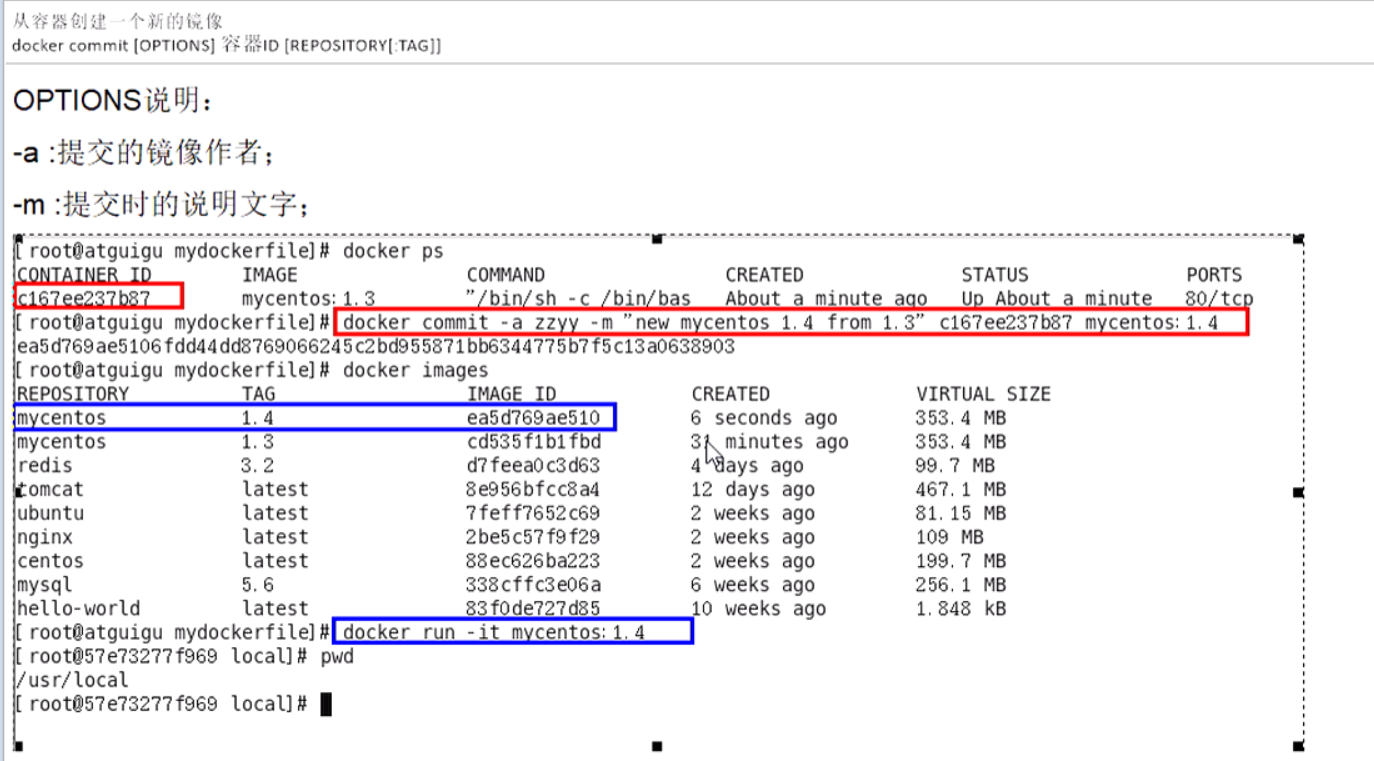 从容器创建一个新的镜像
docker commit [OPTIONS] 容器ID [REPOSITORY[:TAG]]
OPTIONS说明：
-a :提交的镜像作者；
-m :提交时的说明文字；
[root@atguigu mydockerfile]# docker ps
CONTAINER ID IMAGE COMMAND CREATED STATUS PORTS
c167ee237b87 mycentos:1.3 "/bin/sh -c /bin/bas About a minute ago Up About a minute 80/tcp
[root@atguigu mydockerfile]# docker commit -a zzyy -m "new mycentos 1.4 from 1.3" c167ee237b87 mycentos:1.4
ea5d769ae5106fdd44dd8769066245c2bd955871bb6344775b7f5c13a0638903
[root@atguigu mydockerfile]# docker images
REPOSITORY TAG IMAGE ID CREATED VIRTUAL SIZE
mycentos 1.4 ea5d769ae510 6 seconds ago 353.4 MB
mycentos 1.3 cd535f1b1fbd 31 minutes ago 353.4 MB
redis 3.2 d7feea0c3d63 4 days ago 99.7 MB
tomcat latest 8e956bfcc8a4 12 days ago 467.1 MB
ubuntu latest 7feff7652c69 2 weeks ago 81.15 MB
nginx latest 2be5c57f9f29 2 weeks ago 109 MB
centos latest 88ec626ba223 2 weeks ago 199.7 MB
mysql 5.6 338cffc3e06a 6 weeks ago 256.1 MB
hello-world latest 83f0de727d85 10 weeks ago 1.848 kB
[root@atguigu mydockerfile]# docker run -it mycentos:1.4
[root@57e73277f969 local]# pwd
/usr/local
[root@57e73277f969 local]#